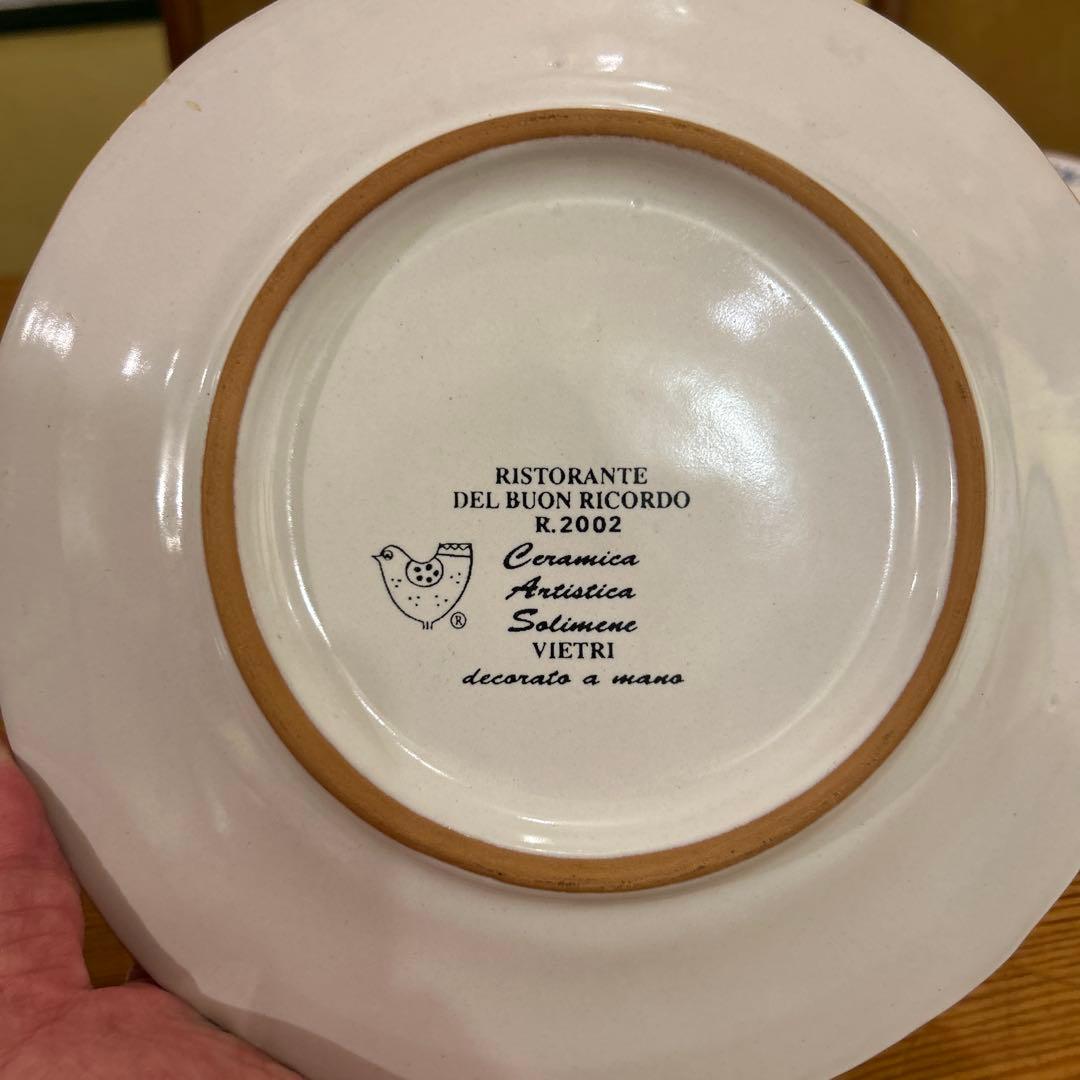 RISTORANTE
DEL BUON RICORDO
R.2002
Ceramica
Artistica
Solimene
VIETRI
decorato a mano
®